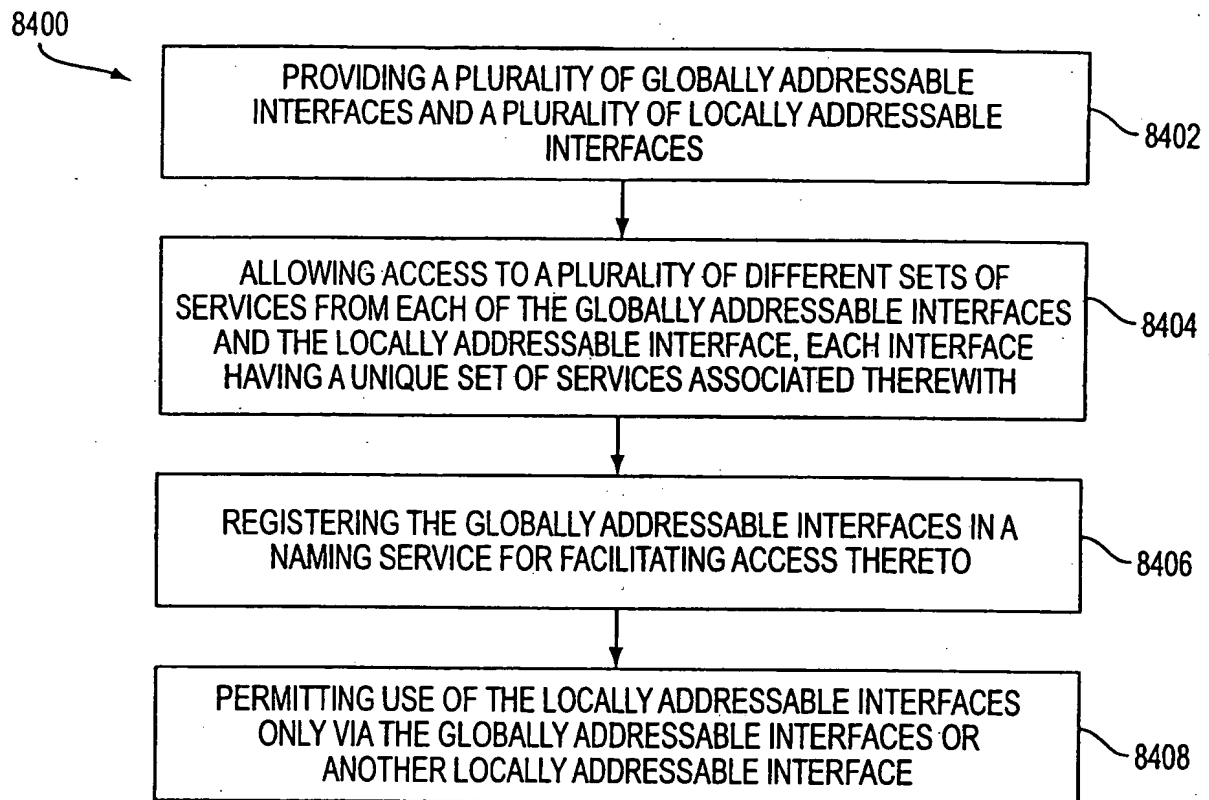 8400
PROVIDING A PLURALITY OF GLOBALLY ADDRESSABLE
INTERFACES AND A PLURALITY OF LOCALLY ADDRESSABLE
INTERFACES
8402
ALLOWING ACCESS TO A PLURALITY OF DIFFERENT SETS OF
SERVICES FROM EACH OF THE GLOBALLY ADDRESSABLE INTERFACES
AND THE LOCALLY ADDRESSABLE INTERFACE, EACH INTERFACE
HAVING A UNIQUE SET OF SERVICES ASSOCIATED THEREWITH
8404
REGISTERING THE GLOBALLY ADDRESSABLE INTERFACES IN A
NAMING SERVICE FOR FACILITATING ACCESS THERETO
8406
PERMITTING USE OF THE LOCALLY ADDRESSABLE INTERFACES
ONLY VIA THE GLOBALLY ADDRESSABLE INTERFACES OR
ANOTHER LOCALLY ADDRESSABLE INTERFACE
8408